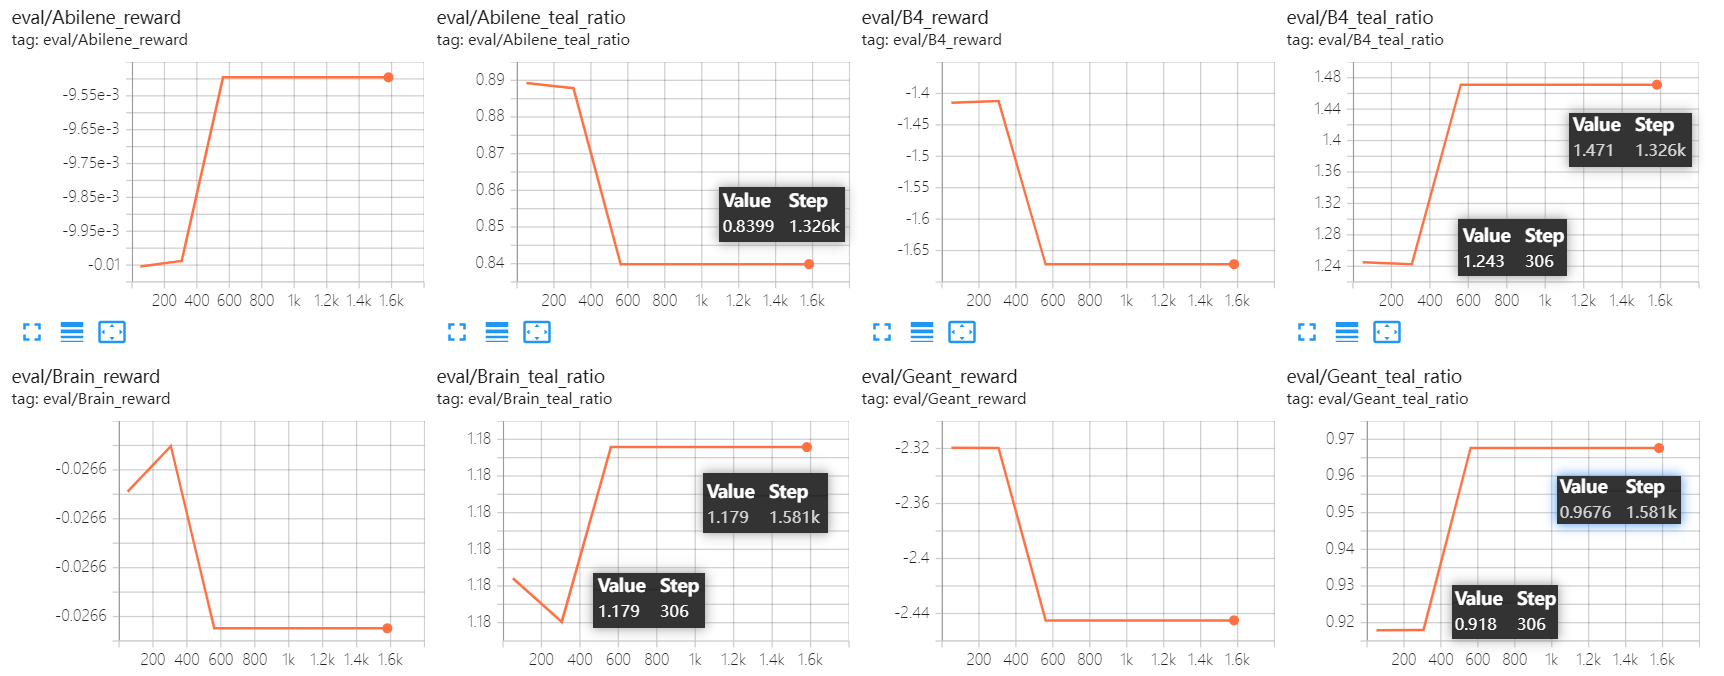 eval/Abilene_reward
tag: eval/Abilene_reward
-9.55e-3
-9.65e-3
-9.75e-3
-9.85e-3
-9.95e-3
-0.01
200 400 600 800 1k 1.2k 1.4k 1.6k
eval/Abilene_teal_ratio
tag: eval/Abilene_teal_ratio
0.89
0.88
0.87
0.86
0.85
0.84
Value Step
0.8399 1.326k
200 400 600 800 1k 1.2k 1.4k 1.6k
eval/B4_reward
tag: eval/B4_reward
-1.4
-1.45
-1.5
-1.55
-1.6
-1.65
200 400 600 800 1k 1.2k 1.4k 1.6k
eval/B4_teal_ratio
tag: eval/B4_teal_ratio
1.48
1.44
1.4
1.36
1.32
1.28
1.24
Value Step
1.471 1.326k
Value Step
1.243 306
200 400 600 800 1k 1.2k 1.4k 1.6k
eval/Brain_reward
tag: eval/Brain_reward
-0.0266
-0.0266
-0.0266
-0.0266
200 400 600 800 1k 1.2k 1.4k 1.6k
eval/Brain_teal_ratio
tag: eval/Brain_teal_ratio
1.18
1.18
1.18
1.18
1.18
1.18
Value Step
1.179 1.581k
Value Step
1.179 306
200 400 600 800 1k 1.2k 1.4k 1.6k
eval/Geant_reward
tag: eval/Geant_reward
-2.32
-2.36
-2.4
-2.44
200 400 600 800 1k 1.2k 1.4k 1.6k
eval/Geant_teal_ratio
tag: eval/Geant_teal_ratio
0.97
0.96
0.95
0.94
0.93
0.92
Value Step
0.9676 1.581k
Value Step
0.918 306
200 400 600 800 1k 1.2k 1.4k 1.6k